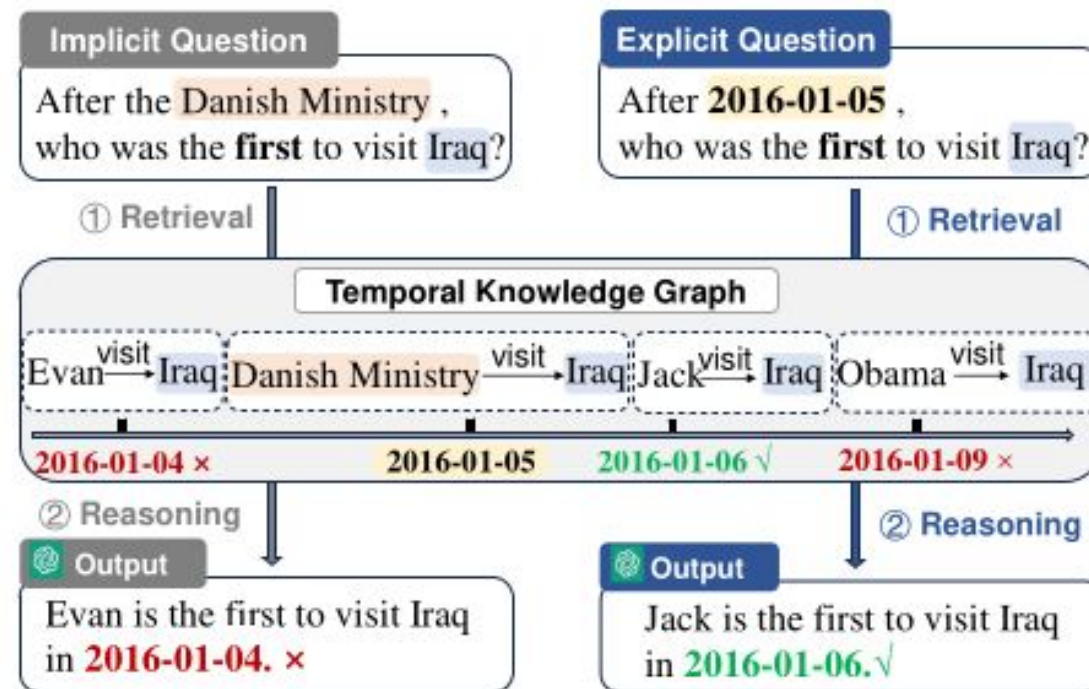 Implicit Question
After the Danish Ministry ,
who was the first to visit Iraq?
Explicit Question
After 2016-01-05 ,
who was the first to visit Iraq?
① Retrieval
① Retrieval
Temporal Knowledge Graph
Evan visit Iraq Danish Ministry visit Iraq Jack visit Iraq Obama visit Iraq
2016-01-04 × 2016-01-05 2016-01-06 √ 2016-01-09 ×
② Reasoning
② Reasoning
Output
Evan is the first to visit Iraq
in 2016-01-04. ×
Output
Jack is the first to visit Iraq
in 2016-01-06.√